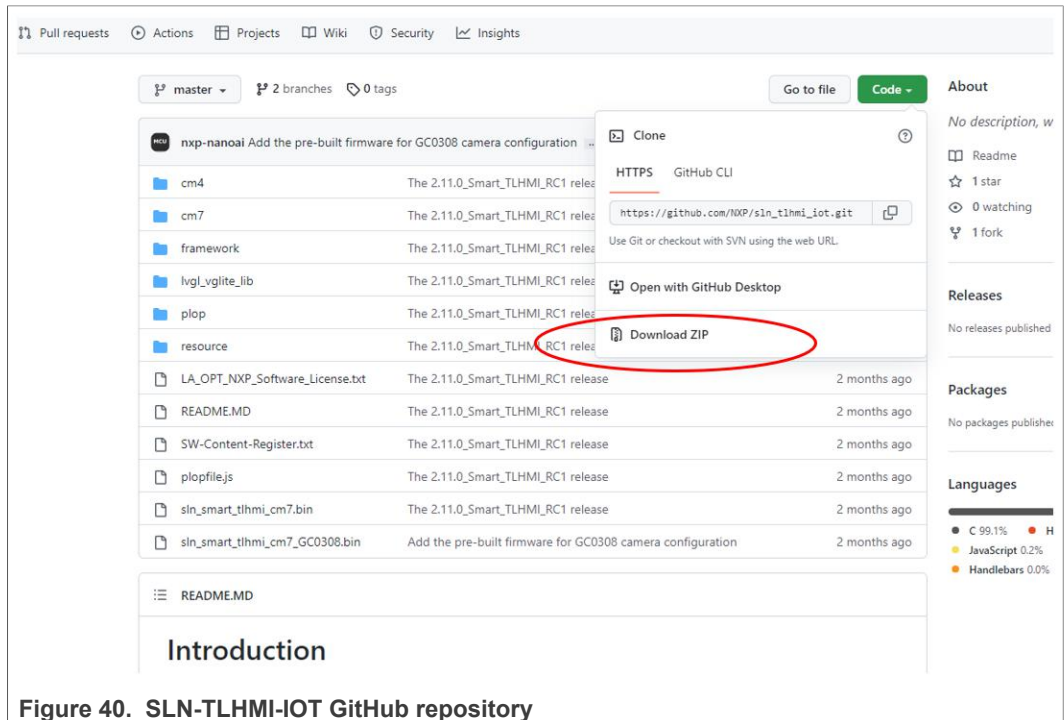 Pull requests Actions Projects Wiki Security Insights
master 2 branches 0 tags Go to file Code
About
No description, w
Readme
1 star
0 watching
1 fork
Releases
No releases published
Packages
No packages publishe
Languages
C 99.1% H
JavaScript 0.2%
Handlebars 0.0%
MCU nxp-nanoai Add the pre-built firmware for GC0308 camera configuration ...
Clone
HTTPS GitHub CLI
https://github.com/NXP/sln_tlhmi_iot.git
Use Git or checkout with SVN using the web URL.
Open with GitHub Desktop
Download ZIP
cm4 The 2.11.0_Smart_TLHMI_RC1 relea
cm7 The 2.11.0_Smart_TLHMI_RC1 relea
framework The 2.11.0_Smart_TLHMI_RC1 relea
lvgl_vglite_lib The 2.11.0_Smart_TLHMI_RC1 relea
plop The 2.11.0_Smart_TLHMI_RC1 relea
resource The 2.11.0_Smart_TLHMI_RC1 relea
LA_OPT_NXP_Software_License.txt The 2.11.0_Smart_TLHMI_RC1 release 2 months ago
README.MD The 2.11.0_Smart_TLHMI_RC1 release 2 months ago
SW-Content-Register.txt The 2.11.0_Smart_TLHMI_RC1 release 2 months ago
plopfile.js The 2.11.0_Smart_TLHMI_RC1 release 2 months ago
sln_smart_tlhmi_cm7.bin The 2.11.0_Smart_TLHMI_RC1 release 2 months ago
sln_smart_tlhmi_cm7_GC0308.bin Add the pre-built firmware for GC0308 camera configuration 2 months ago
README.MD
Introduction
Figure 40. SLN-TLHMI-IOT GitHub repository